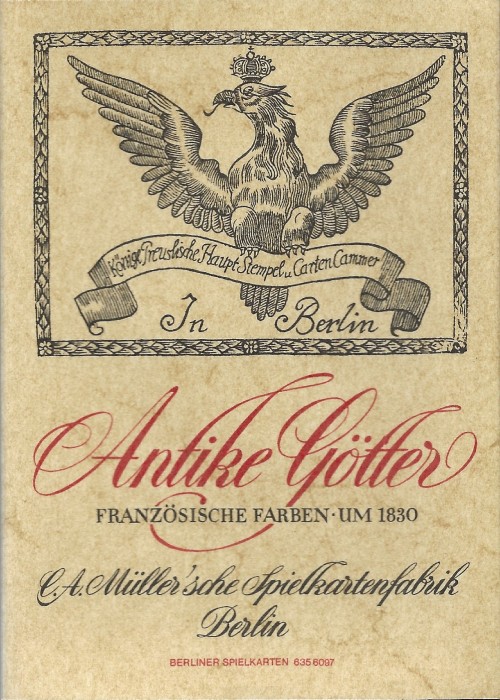 Königl Preusische Haupt Stempel u Carten Cammer
In Berlin
Antike Götter
FRANZÖSISCHE FARBEN·UM 1830
C.A. Müller'sche Spielkartenfabrik
Berlin
BERLINER SPIELKARTEN 635 6097